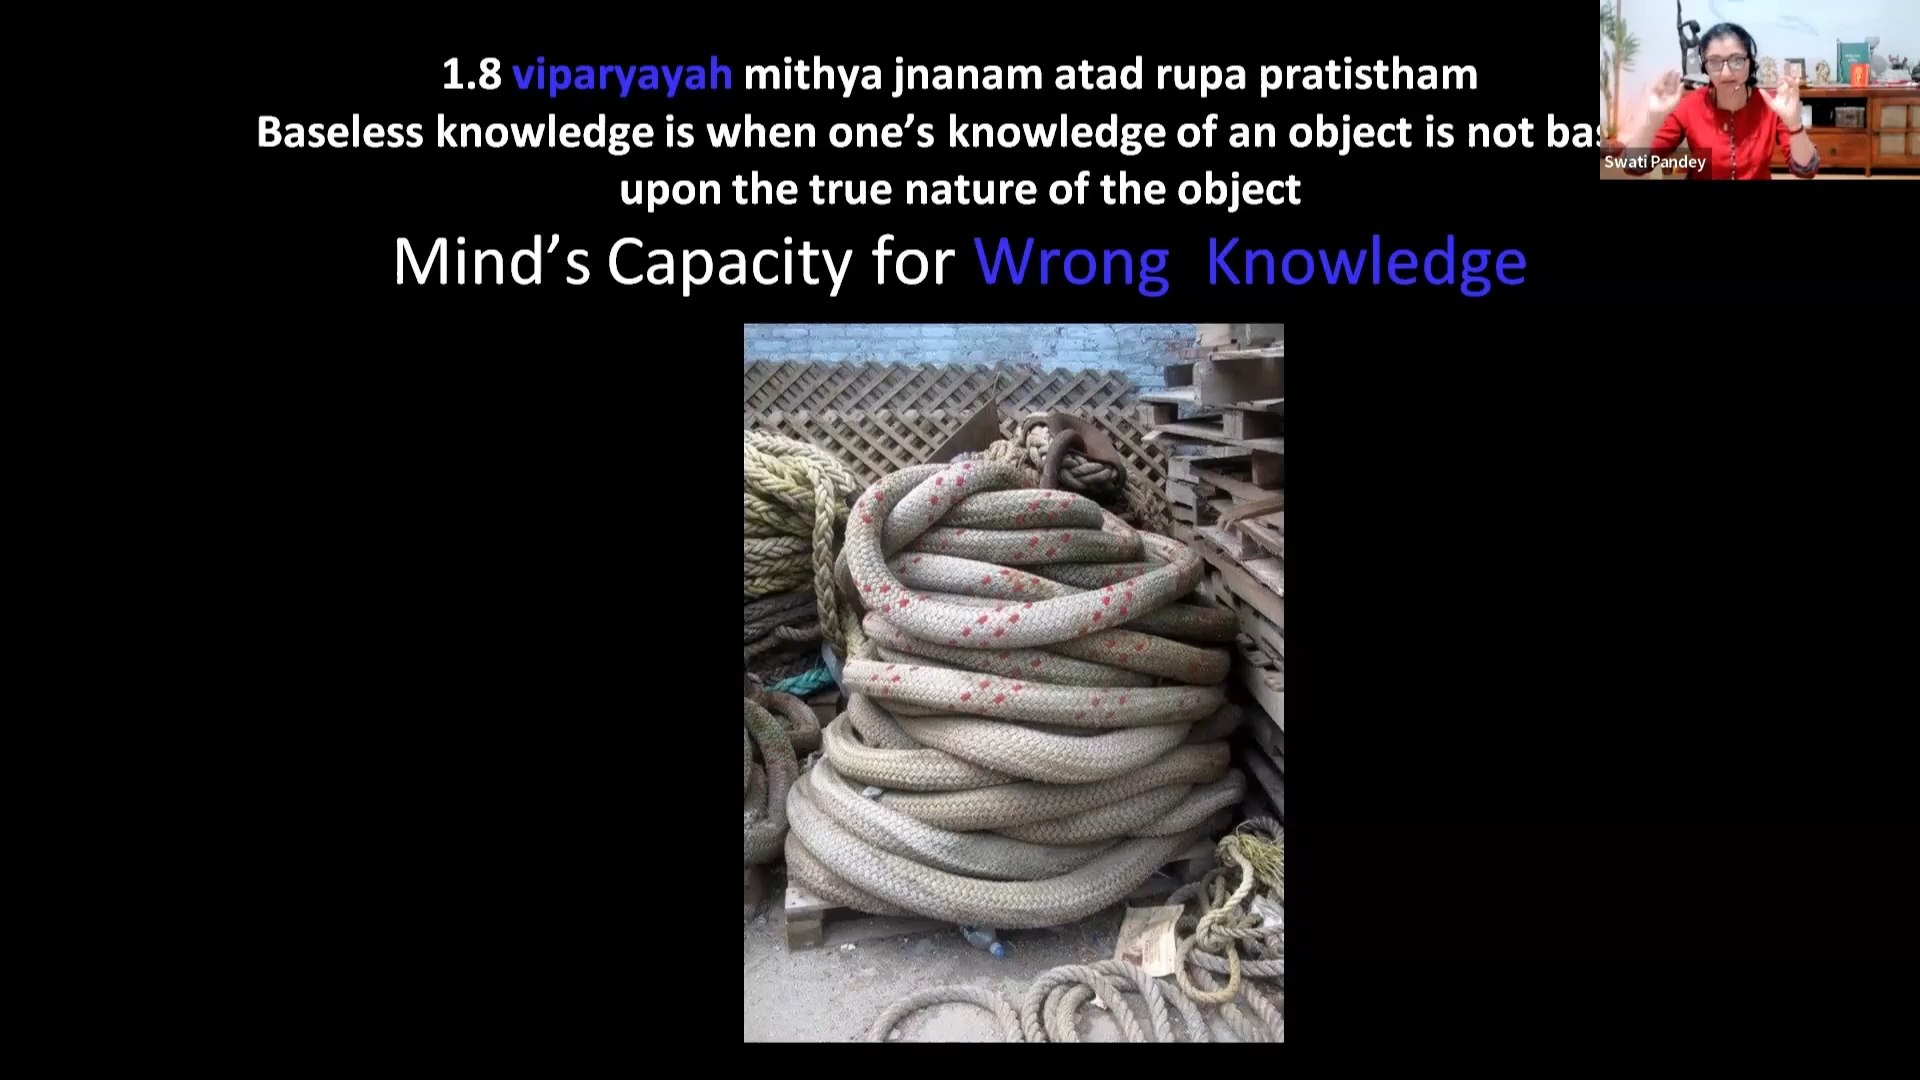 1.8 viparyayah mithya jnanam atad rupa pratistham
Baseless knowledge is when one’s knowledge of an object is not
upon the true nature of the object
Mind’s Capacity for Wrong Knowledge
Swati Pandey